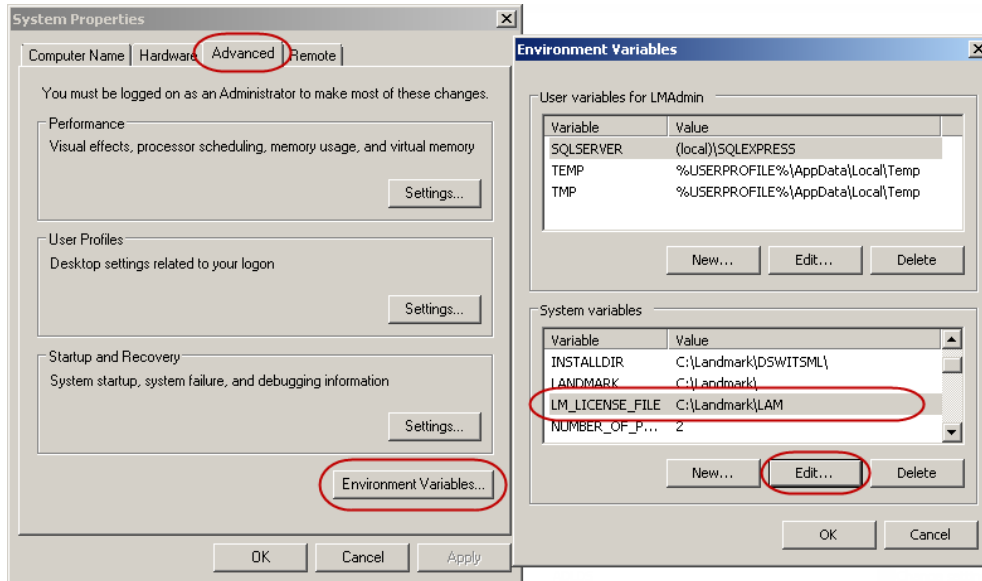 System Properties
Computer Name Hardware Advanced Remote
You must be logged on as an Administrator to make most of these changes.
Performance
Visual effects, processor scheduling, memory usage, and virtual memory
Settings...
User Profiles
Desktop settings related to your logon
Settings...
Startup and Recovery
System startup, system failure, and debugging information
Settings...
Environment Variables...
OK Cancel Apply
Environment Variables
User variables for LMAdmin
Variable Value
SQLSERVER (local)\SQLEXPRESS
TEMP %USERPROFILE%\AppData\Local\Temp
TMP %USERPROFILE%\AppData\Local\Temp
New... Edit... Delete
System variables
Variable Value
INSTALLDIR C:\Landmark\DSWITSML\
LANDMARK C:\Landmark\
LM_LICENSE_FILE C:\Landmark\LAM
NUMBER_OF_P... 2
New... Edit... Delete
OK Cancel